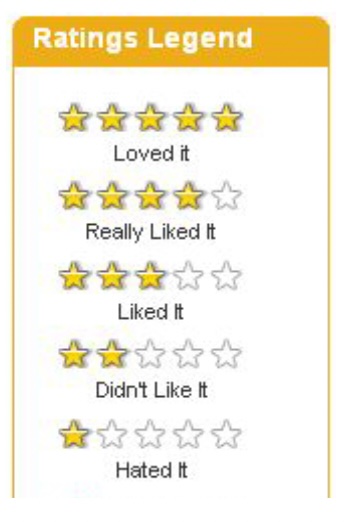 Ratings Legend
Loved it
Really Liked It
Liked It
Didn't Like It
Hated It